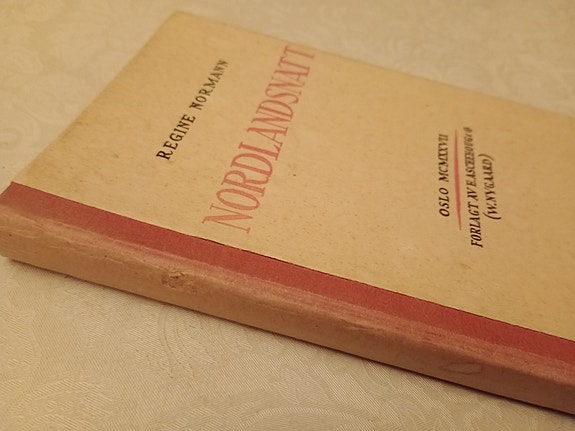 REGINE NORMANN
NORDLANDSNATT
OSLO MCMXXVII
FORLAGT AV H. ASCHEHOUG & CO
(W. NYGAARD)